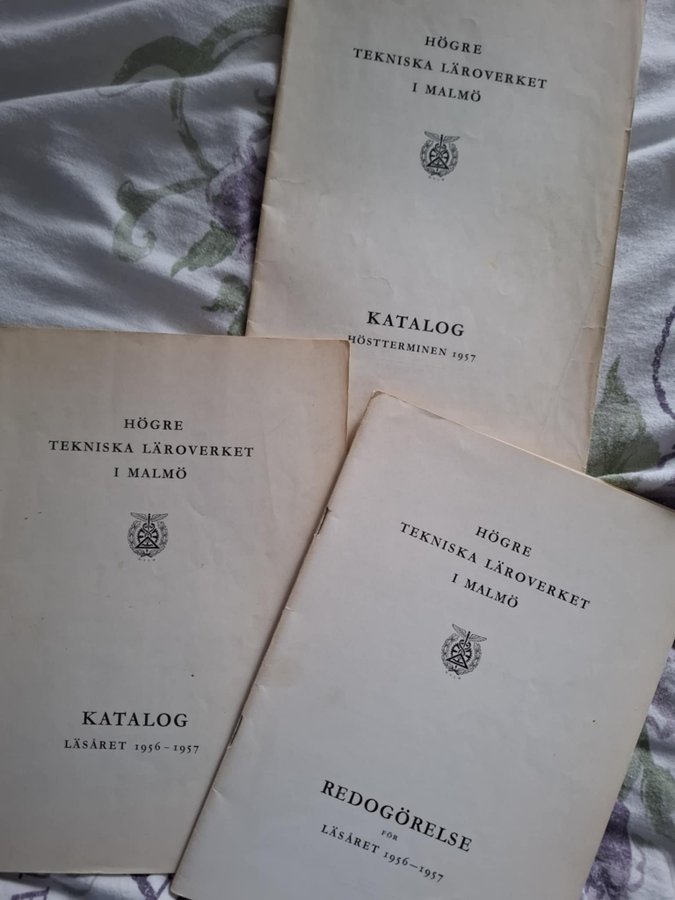 HÖGRE
TEKNISKA LÄROVERKET
I MALMÖ
KATALOG
HÖSTTERMINEN 1957
HÖGRE
TEKNISKA LÄROVERKET
I MALMÖ
KATALOG
LÄSÅRET 1956–1957
HÖGRE
TEKNISKA LÄROVERKET
I MALMÖ
REDOGÖRELSE
FÖR
LÄSÅRET 1956–1957